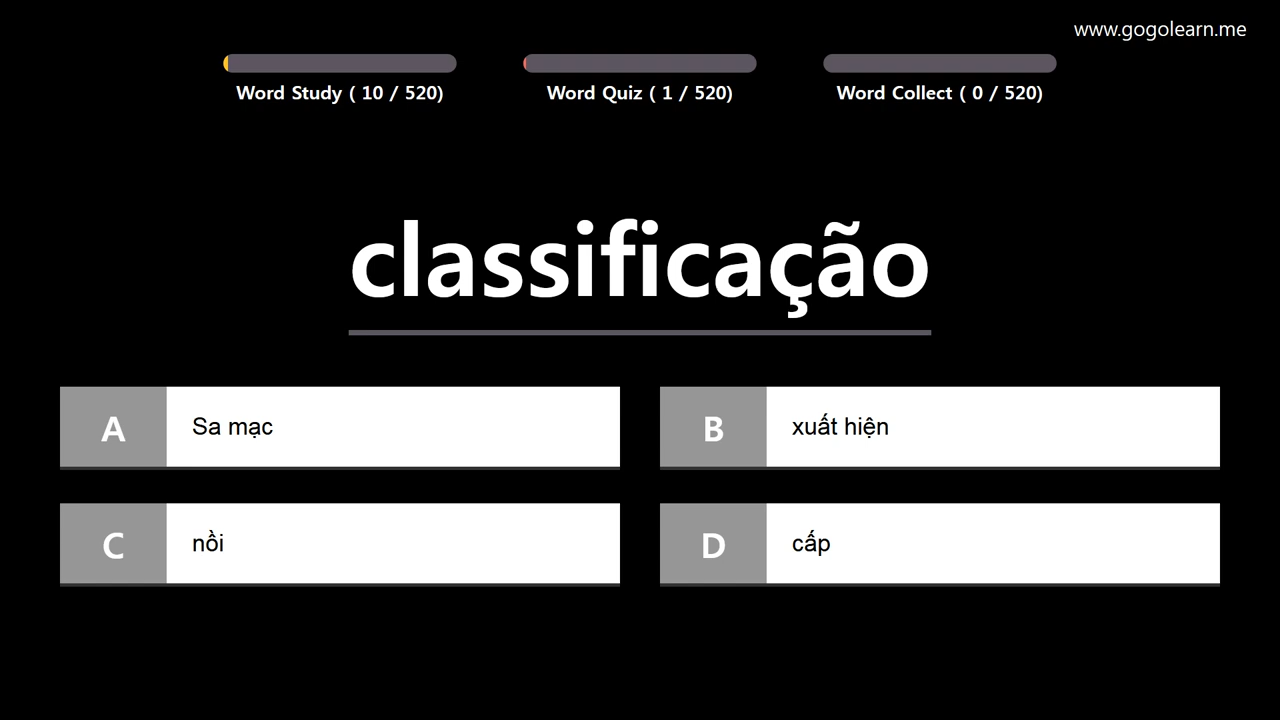 www.gogolearn.me
Word Study ( 10 / 520)
Word Quiz ( 1 / 520)
Word Collect ( 0 / 520)
classificação
A Sa mạc
B xuất hiện
C nồi
D cấp